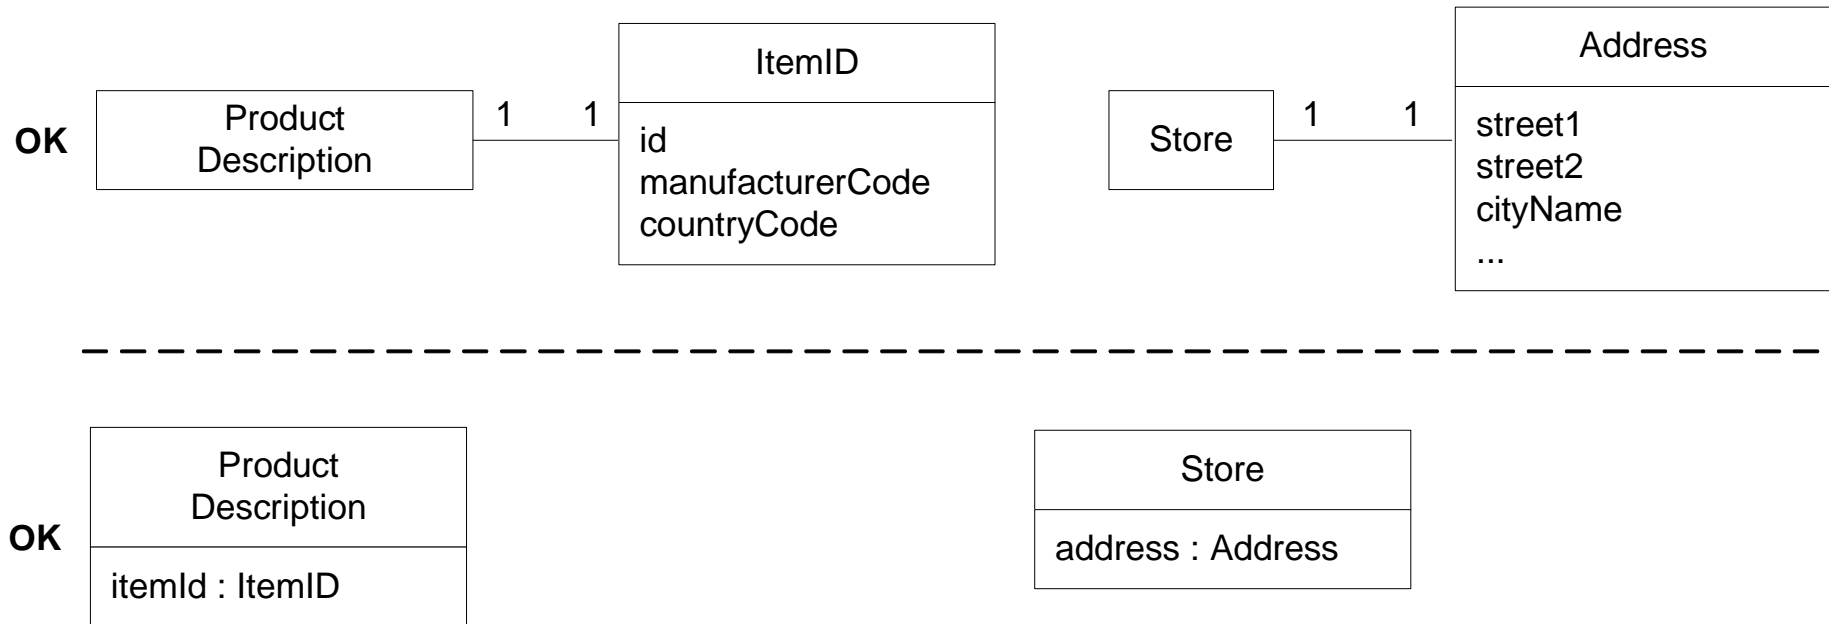 OK
Product
Description
1 1
ItemID
id
manufacturerCode
countryCode
Store
1 1
Address
street1
street2
cityName
...
OK
Product
Description
itemId : ItemID
Store
address : Address